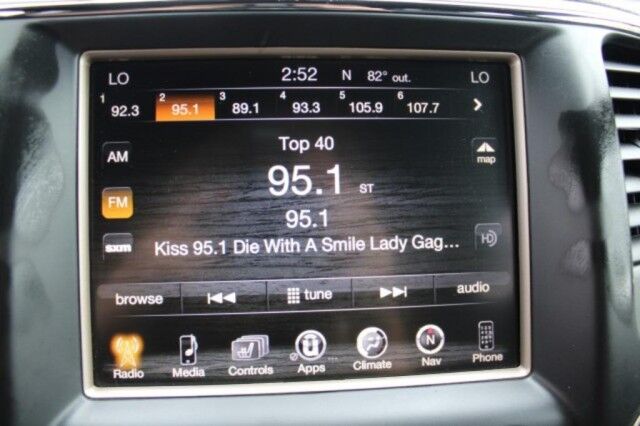 LO 2:52 N 82° out. LO
1 92.3 2 95.1 3 89.1 4 93.3 5 105.9 6 107.7 >
AM Top 40 map
FM 95.1 ST
95.1
sxm Kiss 95.1 Die With A Smile Lady Gag... HD
browse tune audio
Radio Media Controls Apps Climate Nav Phone
N